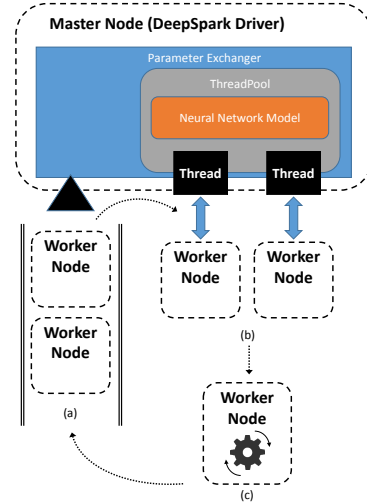 Master Node (DeepSpark Driver)
Parameter Exchanger
ThreadPool
Neural Network Model
Thread
Thread
Worker
Node
Worker
Node
(a)
Worker
Node
Worker
Node
(b)
Worker
Node
(c)